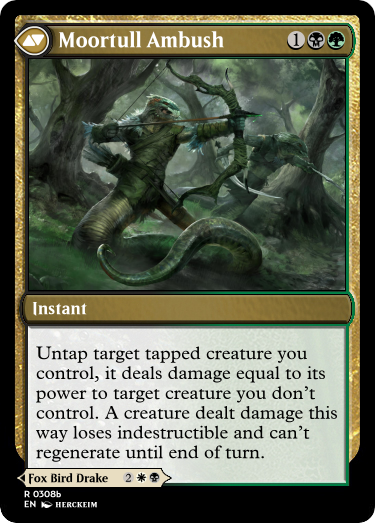 Moortull Ambush 1
Instant
Untap target tapped creature you
control, it deals damage equal to its
power to target creature you don't
control. A creature dealt damage this
way loses indestructible and can't
regenerate until end of turn.
Fox Bird Drake 2
R 0308b
EN HERCKEIM